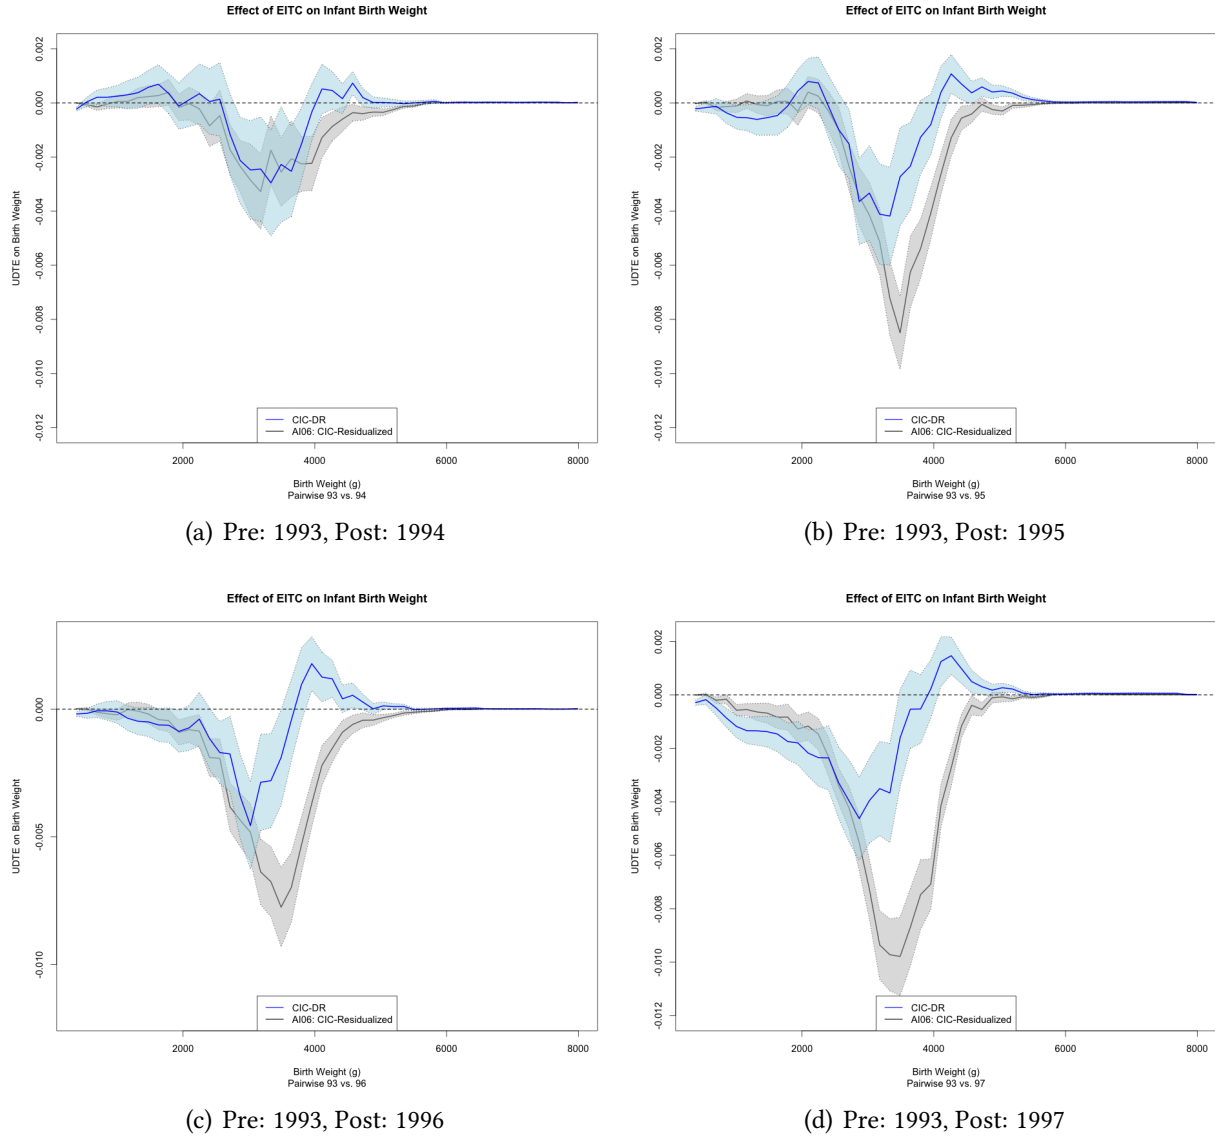 Effect of EITC on Infant Birth Weight
0.002
0.000
-0.002
-0.004
-0.006
-0.008
-0.010
-0.012
UDTE on Birth Weight
CIC-DR
AI06: CIC-Residualized
2000 4000 6000 8000
Birth Weight (g)
Pairwise 93 vs. 94
(a) Pre: 1993, Post: 1994
Effect of EITC on Infant Birth Weight
0.002
0.000
-0.002
-0.004
-0.006
-0.008
-0.010
-0.012
UDTE on Birth Weight
CIC-DR
AI06: CIC-Residualized
2000 4000 6000 8000
Birth Weight (g)
Pairwise 93 vs. 95
(b) Pre: 1993, Post: 1995
Effect of EITC on Infant Birth Weight
0.000
-0.005
-0.010
UDTE on Birth Weight
CIC-DR
AI06: CIC-Residualized
2000 4000 6000 8000
Birth Weight (g)
Pairwise 93 vs. 96
(c) Pre: 1993, Post: 1996
Effect of EITC on Infant Birth Weight
0.002
0.000
-0.002
-0.004
-0.006
-0.008
-0.010
-0.012
UDTE on Birth Weight
CIC-DR
AI06: CIC-Residualized
2000 4000 6000 8000
Birth Weight (g)
Pairwise 93 vs. 97
(d) Pre: 1993, Post: 1997